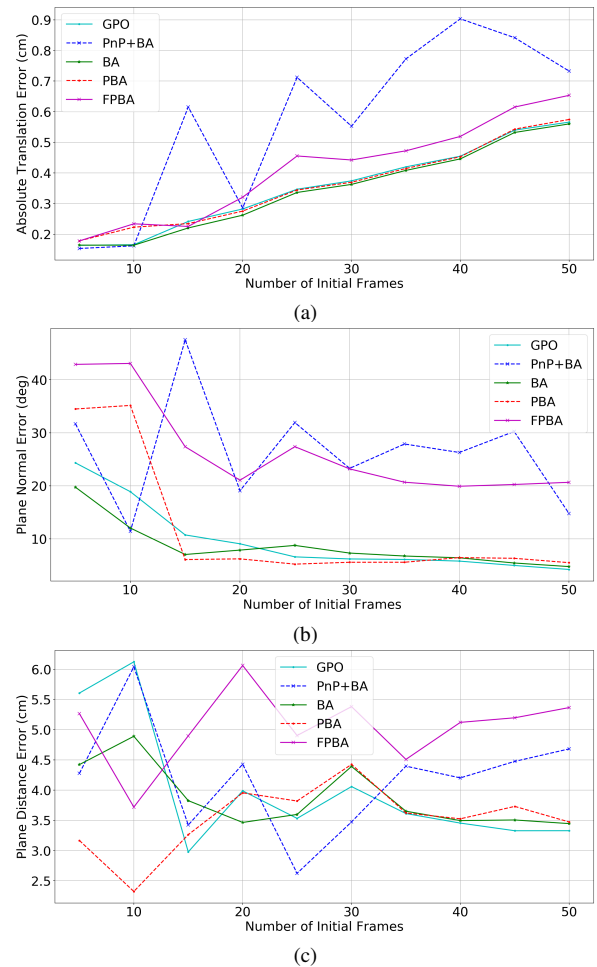 0.9
0.8
0.7
0.6
0.5
0.4
0.3
0.2
Absolute Translation Error (cm)
GPO
PnP+BA
BA
PBA
FPBA
10 20 30 40 50
Number of Initial Frames
(a)
40
30
20
10
Plane Normal Error (deg)
GPO
PnP+BA
BA
PBA
FPBA
10 20 30 40 50
Number of Initial Frames
(b)
6.0
5.5
5.0
4.5
4.0
3.5
3.0
2.5
Plane Distance Error (cm)
GPO
PnP+BA
BA
PBA
FPBA
10 20 30 40 50
Number of Initial Frames
(c)